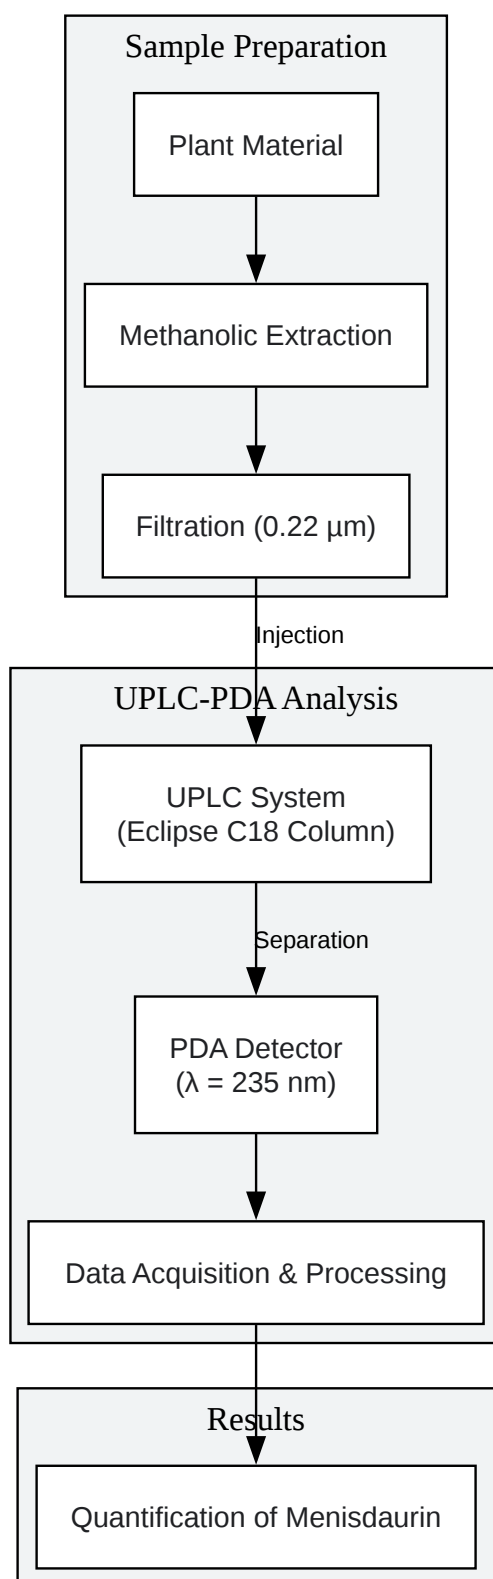 Sample Preparation
Plant Material
Methanolic Extraction
Filtration (0.22 µm)
Injection
UPLC-PDA Analysis
UPLC System
(Eclipse C18 Column)
Separation
PDA Detector
(λ = 235 nm)
Data Acquisition & Processing
Results
Quantification of Menisdaurin